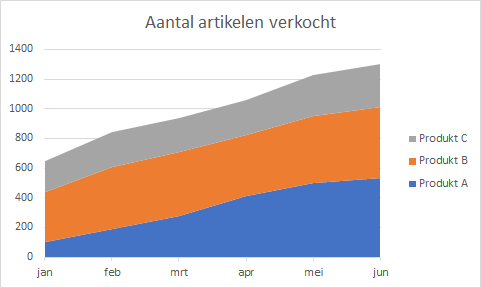 Aantal artikelen verkocht
1400
1200
1000
800
600
400
200
0
jan feb mrt apr mei jun
Produkt C
Produkt B
Produkt A